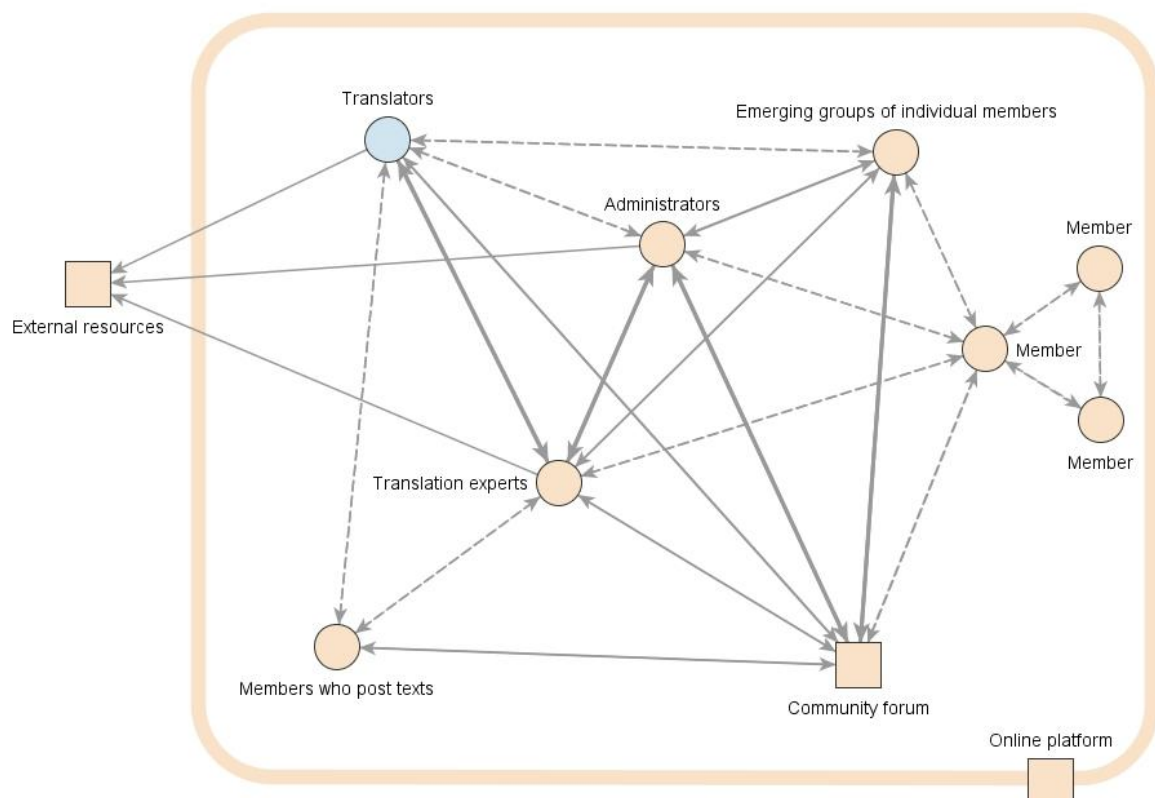 Translators
Emerging groups of individual members
Administrators
Member
External resources
Member
Member
Translation experts
Members who post texts
Community forum
Online platform